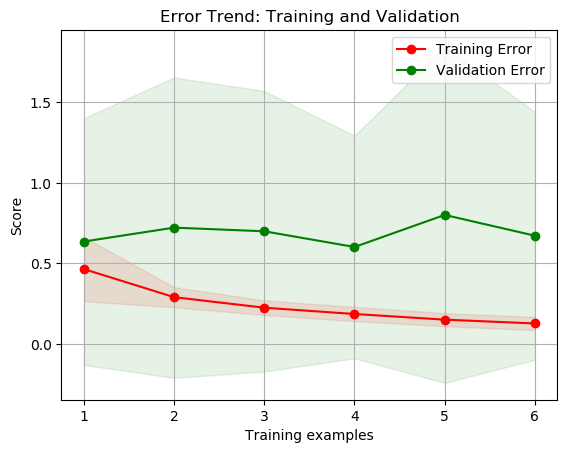 Error Trend: Training and Validation
Training Error
Validation Error
1.5
1.0
0.5
0.0
Score
1 2 3 4 5 6
Training examples